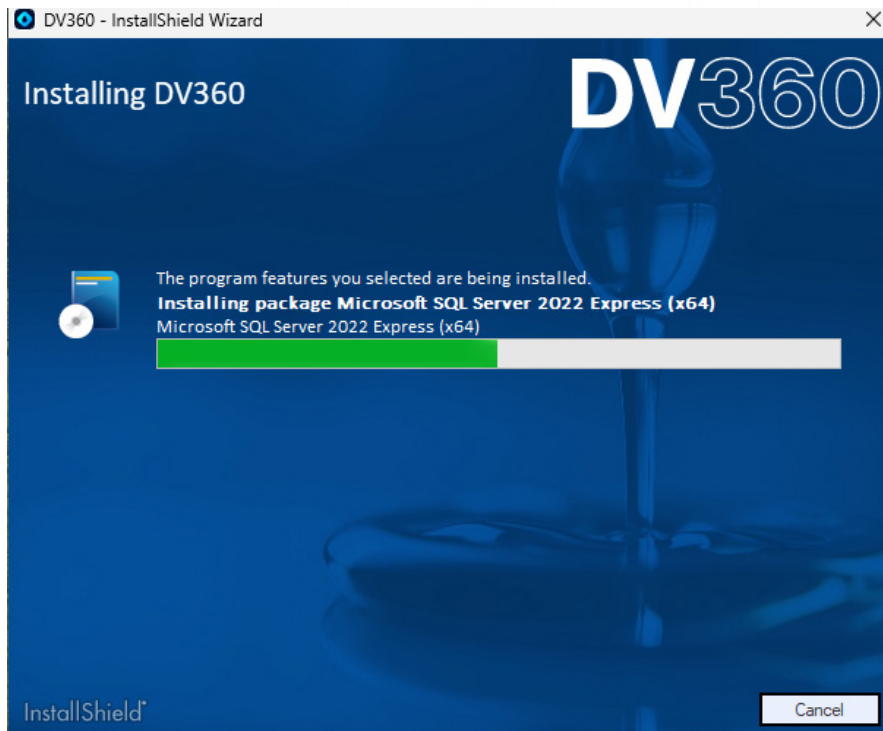 DV360 - InstallShield Wizard
Installing DV360
DV360
The program features you selected are being installed.
Installing package Microsoft SQL Server 2022 Express (x64)
Microsoft SQL Server 2022 Express (x64)
InstallShield
Cancel